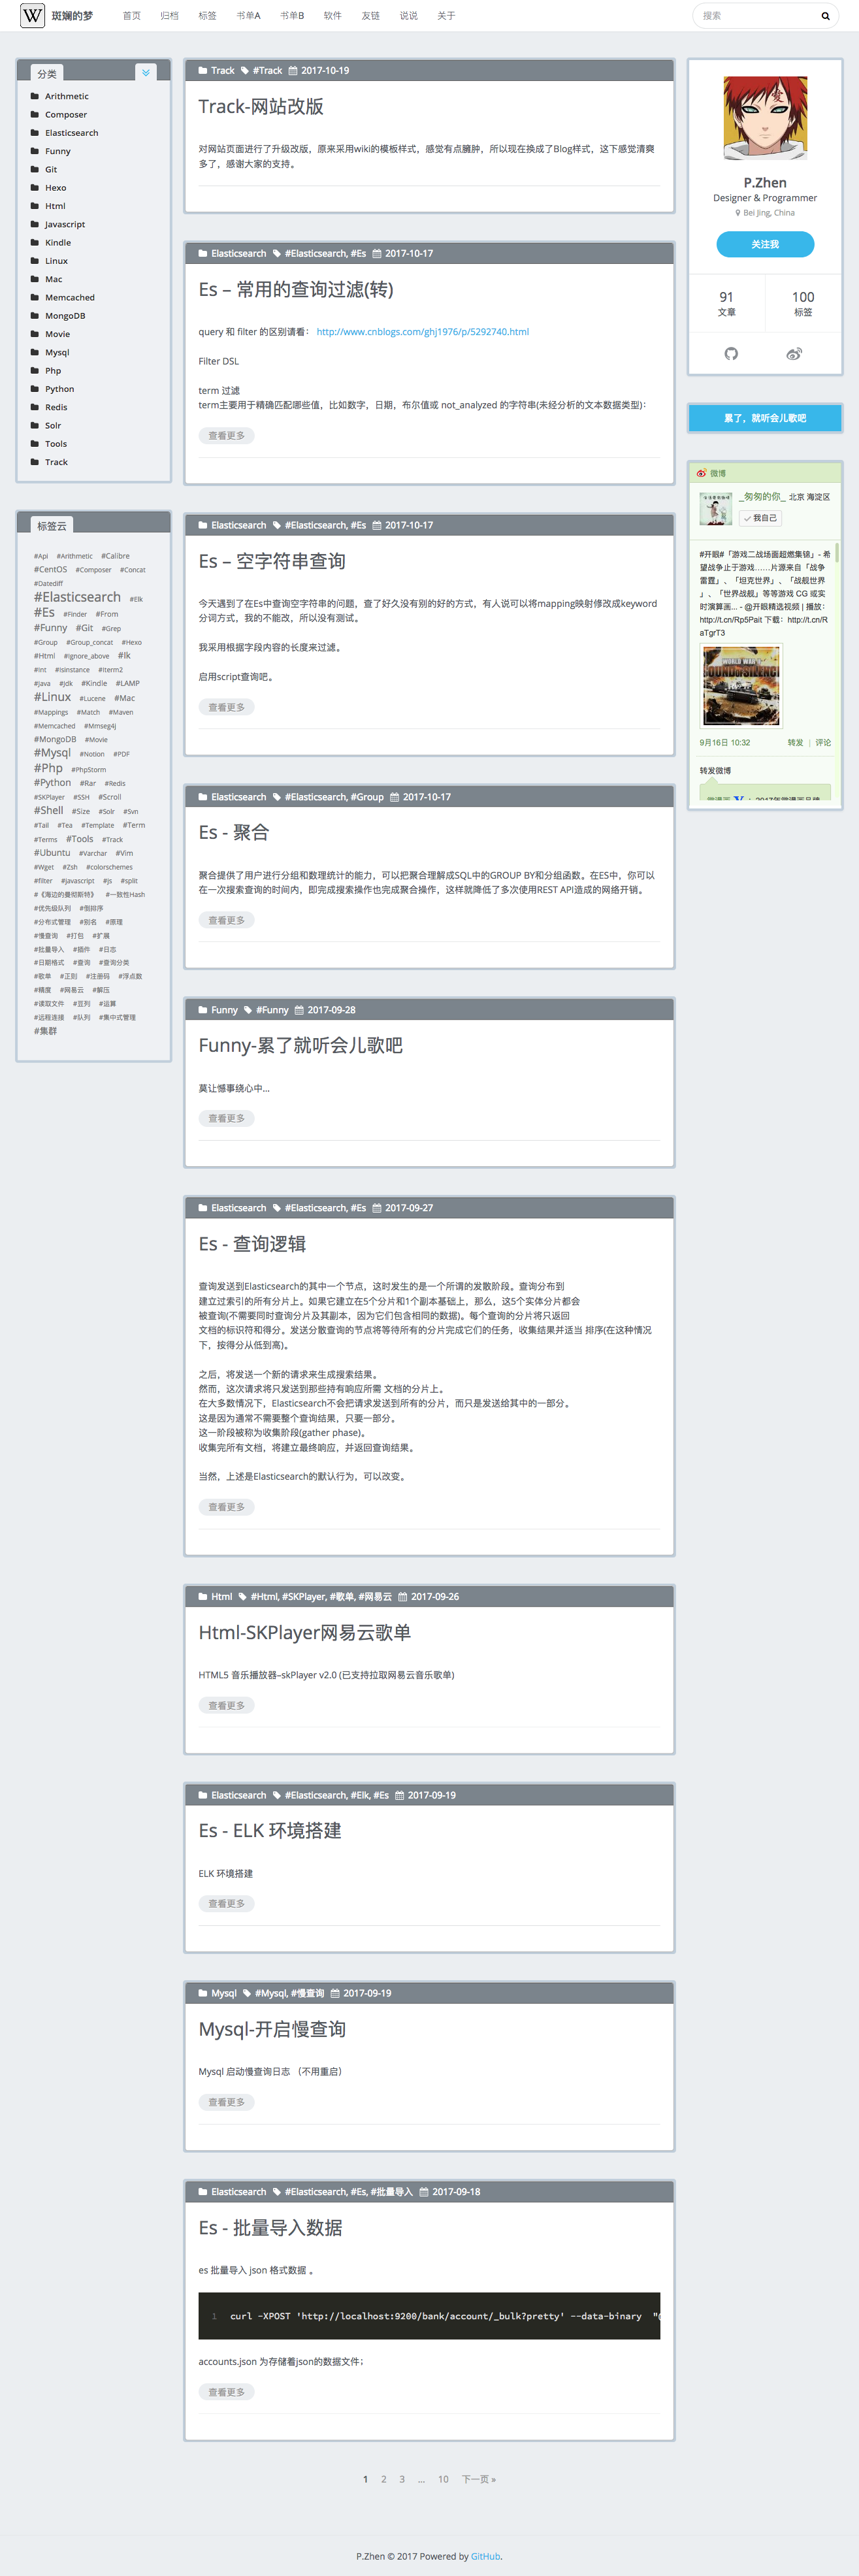 W 斑斓的梦 首页 归档 标签 书单A 书单B 软件 友链 说说 关于 搜索
分类
Arithmetic
Composer
Elasticsearch
Funny
Git
Hexo
Html
Javascript
Kindle
Linux
Mac
Memcached
MongoDB
Movie
Mysql
Php
Python
Redis
Solr
Tools
Track
标签云
#Api #Arithmetic #Calibre
#CentOS #Composer #Concat
#Datediff
#Elasticsearch #Elk
#Es #Finder #From
#Funny #Git #Grep
#Group #Group_concat #Hexo
#Html #Ignore_above #Ik
#Int #Isinstance #Iterm2
#Java #Jdk #Kindle #LAMP
#Linux #Lucene #Mac
#Mappings #Match #Maven
#Memcached #Mmseg4j
#MongoDB #Movie
#Mysql #Notion #PDF
#Php #PhpStorm
#Python #Rar #Redis
#SKPlayer #SSH #Scroll
#Shell #Size #Solr #Svn
#Tail #Tea #Template #Term
#Terms #Tools #Track
#Ubuntu #Varchar #Vim
#Wget #Zsh #colorschemes
#filter #javascript #js #split
#《海边的曼彻斯特》 #一致性Hash
#优先级队列 #倒排序
#分布式管理 #别名 #原理
#慢查询 #打包 #扩展
#批量导入 #插件 #日志
#日期格式 #查询 #查询分类
#歌单 #正则 #注册码 #浮点数
#精度 #网易云 #解压
#读取文件 #豆列 #运算
#远程连接 #队列 #集中式管理
#集群
Track #Track 2017-10-19
Track-网站改版
对网站页面进行了升级改版，原来采用wiki的模板样式，感觉有点臃肿，所以现在换成了Blog样式，这下感觉清爽
多了，感谢大家的支持。
Elasticsearch #Elasticsearch, #Es 2017-10-17
Es – 常用的查询过滤(转)
query 和 filter 的区别请看： http://www.cnblogs.com/ghj1976/p/5292740.html
Filter DSL
term 过滤
term主要用于精确匹配哪些值，比如数字，日期，布尔值或 not_analyzed 的字符串(未经分析的文本数据类型)：
查看更多
Elasticsearch #Elasticsearch, #Es 2017-10-17
Es – 空字符串查询
今天遇到了在Es中查询空字符串的问题，查了好久没有别的好的方式，有人说可以将mapping映射修改成keyword
分词方式，我的不能改，所以没有测试。
我采用根据字段内容的长度来过滤。
启用script查询吧。
查看更多
Elasticsearch #Elasticsearch, #Group 2017-10-17
Es - 聚合
聚合提供了用户进行分组和数理统计的能力，可以把聚合理解成SQL中的GROUP BY和分组函数。在ES中，你可以
在一次搜索查询的时间内，即完成搜索操作也完成聚合操作，这样就降低了多次使用REST API造成的网络开销。
查看更多
Funny #Funny 2017-09-28
Funny-累了就听会儿歌吧
莫让憾事绕心中...
查看更多
Elasticsearch #Elasticsearch, #Es 2017-09-27
Es - 查询逻辑
查询发送到Elasticsearch的其中一个节点，这时发生的是一个所谓的发散阶段。查询分布到
建立过索引的所有分片上。如果它建立在5个分片和1个副本基础上，那么，这5个实体分片都会
被查询(不需要同时查询分片及其副本，因为它们包含相同的数据)。每个查询的分片将只返回
文档的标识符和得分。发送分散查询的节点将等待所有的分片完成它们的任务，收集结果并适当 排序(在这种情况
下，按得分从低到高)。
之后，将发送一个新的请求来生成搜索结果。
然而，这次请求将只发送到那些持有响应所需 文档的分片上。
在大多数情况下，Elasticsearch不会把请求发送到所有的分片，而只是发送给其中的一部分。
这是因为通常不需要整个查询结果，只要一部分。
这一阶段被称为收集阶段(gather phase)。
收集完所有文档，将建立最终响应，并返回查询结果。
当然，上述是Elasticsearch的默认行为，可以改变。
查看更多
Html #Html, #SKPlayer, #歌单, #网易云 2017-09-26
Html-SKPlayer网易云歌单
HTML5 音乐播放器–skPlayer v2.0 (已支持拉取网易云音乐歌单)
查看更多
Elasticsearch #Elasticsearch, #Elk, #Es 2017-09-19
Es - ELK 环境搭建
ELK 环境搭建
查看更多
Mysql #Mysql, #慢查询 2017-09-19
Mysql-开启慢查询
Mysql 启动慢查询日志 （不用重启）
查看更多
Elasticsearch #Elasticsearch, #Es, #批量导入 2017-09-18
Es - 批量导入数据
es 批量导入 json 格式数据 。
1 curl -XPOST 'http://localhost:9200/bank/account/_bulk?pretty' --data-binary "@
accounts.json 为存储着json的数据文件；
查看更多
1 2 3 … 10 下一页 »
P.Zhen
Designer & Programmer
Bei Jing, China
关注我
91 100
文章 标签
累了，就听会儿歌吧
微博
_匆匆的你_ 北京 海淀区
我自己
#开眼#「游戏二战场面超燃集锦」- 希
望战争止于游戏……片源来自「战争
雷霆」、「坦克世界」、「战舰世界
」、「世界战舰」等等游戏 CG 或实
时演算画... - @开眼精选视频 | 播放：
http://t.cn/Rp5Pait 下载：http://t.cn/R
aTgrT3
9月16日 10:32 转发 | 评论
转发微博
P.Zhen © 2017 Powered by GitHub.